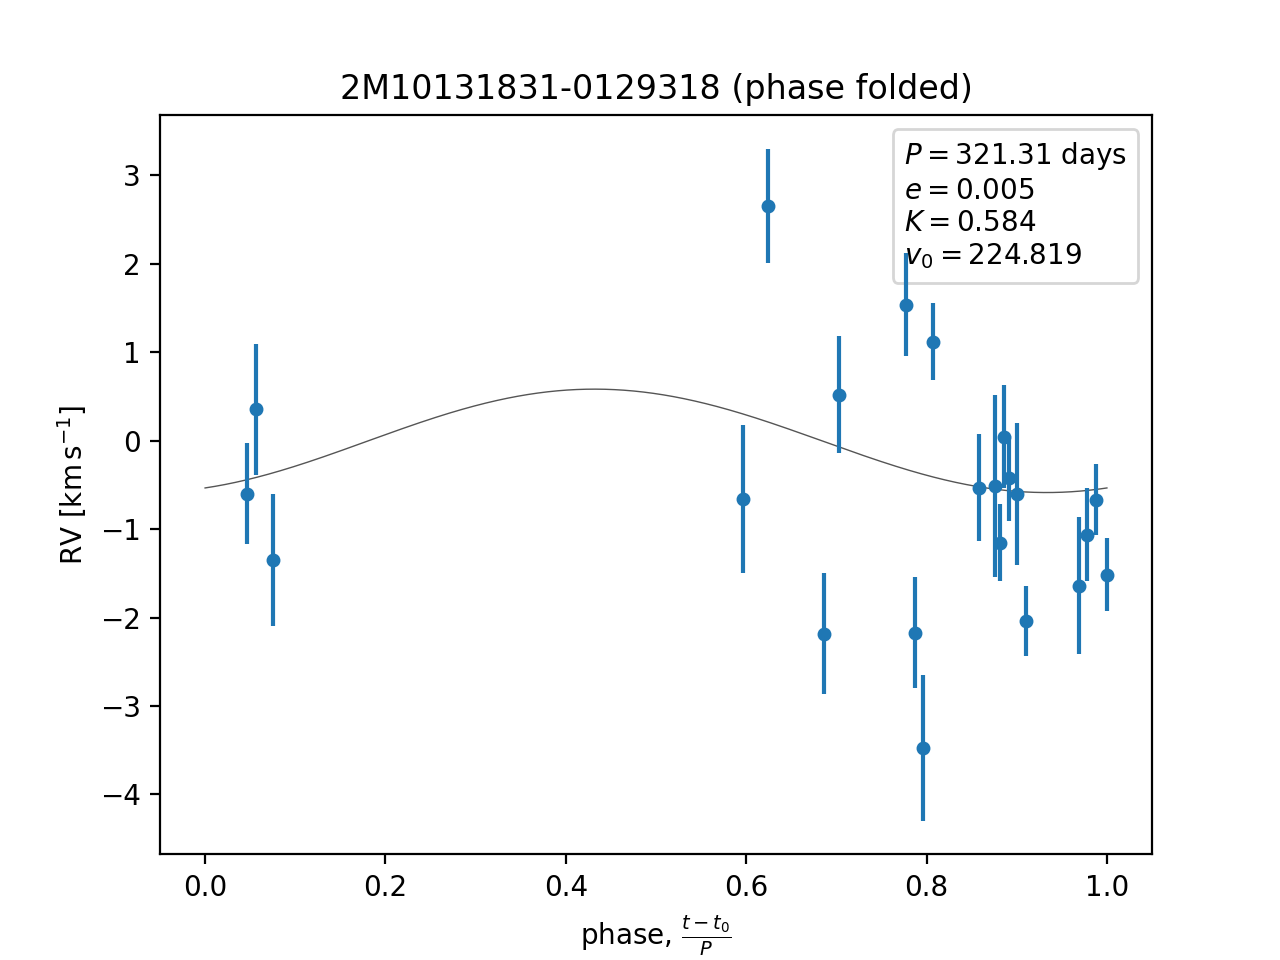 2M10131831-0129318 (phase folded)
P = 321.31 days
e = 0.005
K = 0.584
v₀ = 224.819
RV [km s⁻¹]
3
2
1
0
−1
−2
−3
−4
0.0 0.2 0.4 0.6 0.8 1.0
phase, (t − t₀)/P